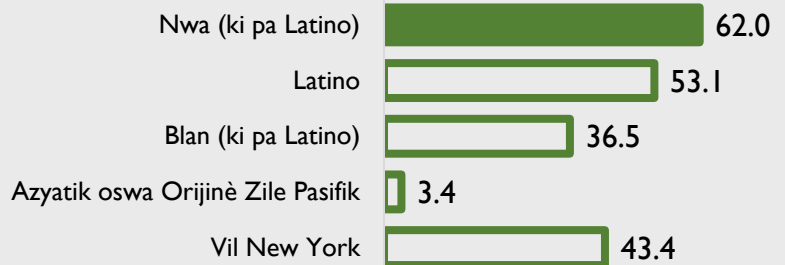 Nwa (ki pa Latino) 62.0
Latino 53.1
Blan (ki pa Latino) 36.5
Azyatik oswa Orijinè Zile Pasifik 3.4
Vil New York 43.4